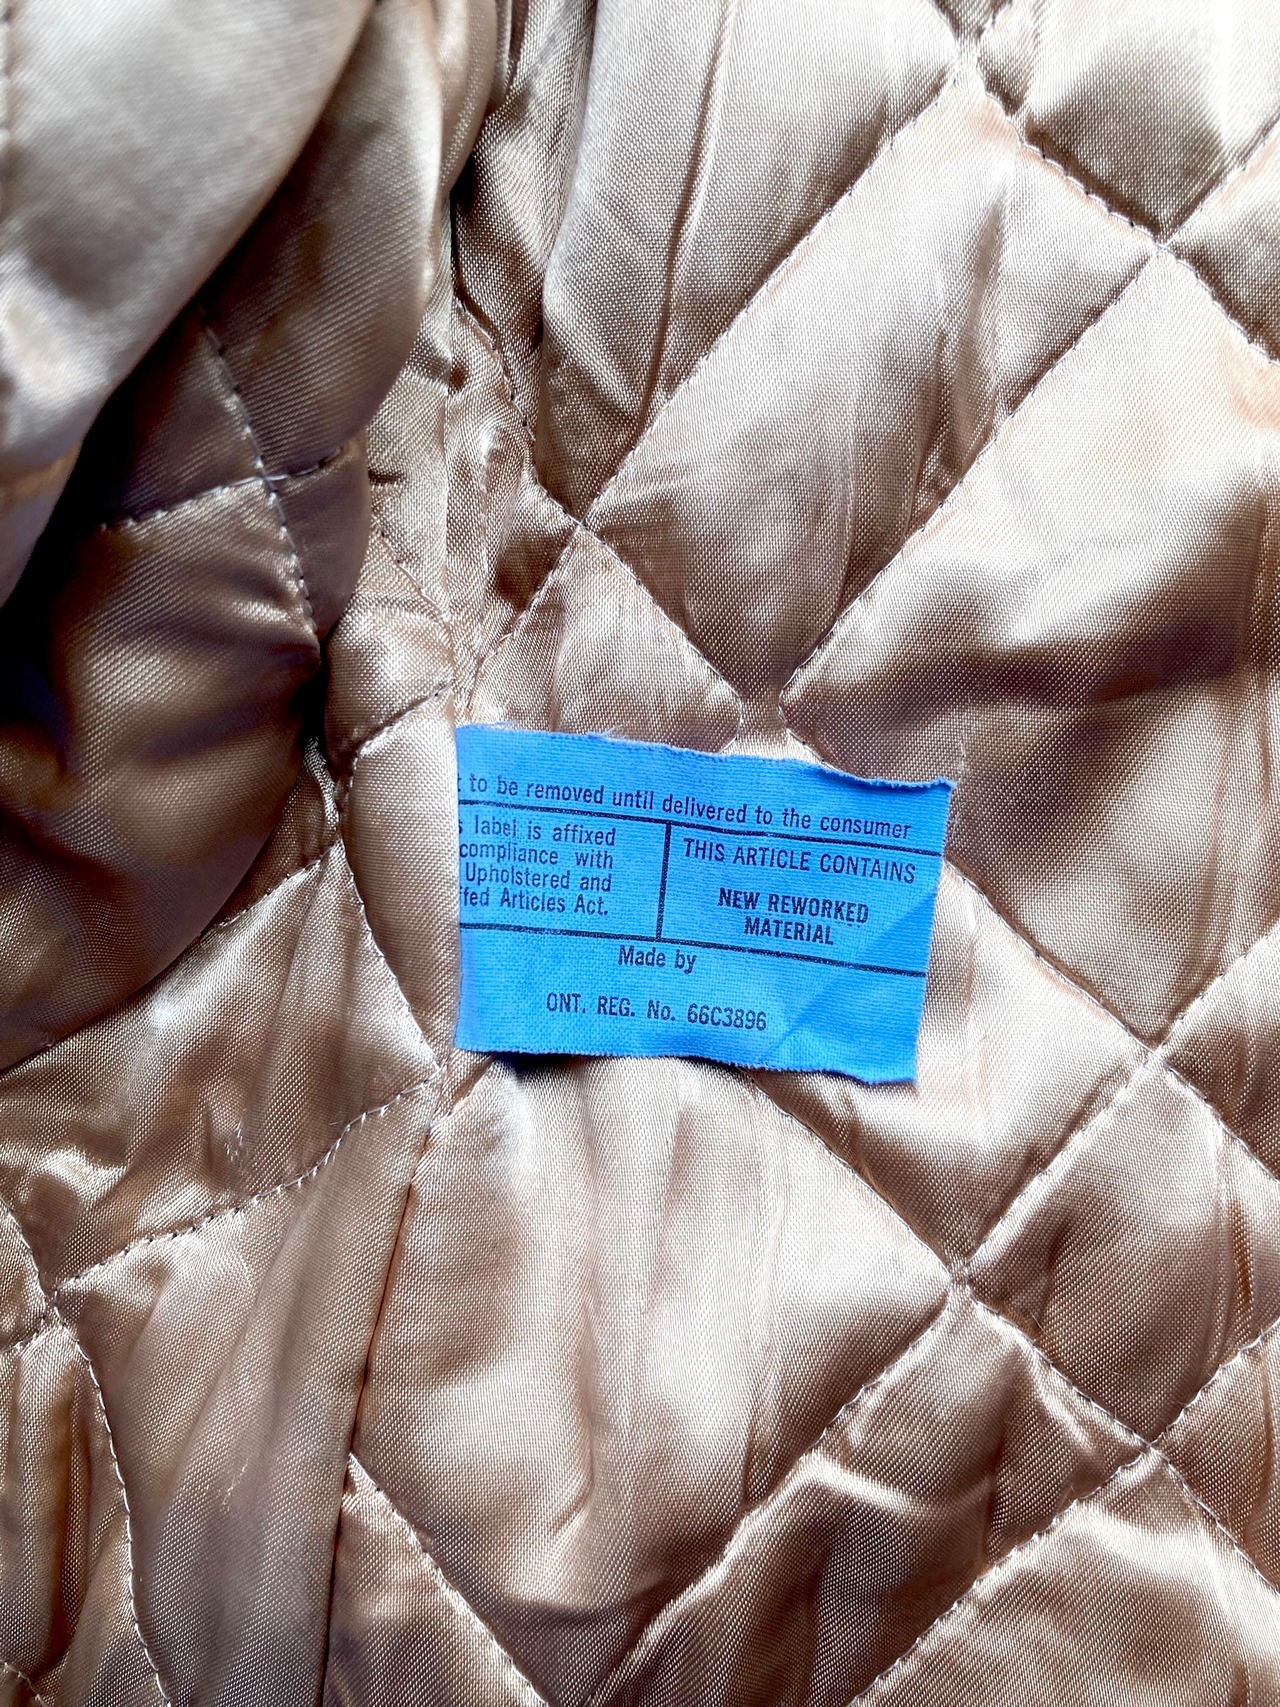 to be removed until delivered to the consumer
label is affixed
compliance with
Upholstered and
fed Articles Act.
THIS ARTICLE CONTAINS
NEW REWORKED
MATERIAL
Made by
ONT. REG. No. 66C3896